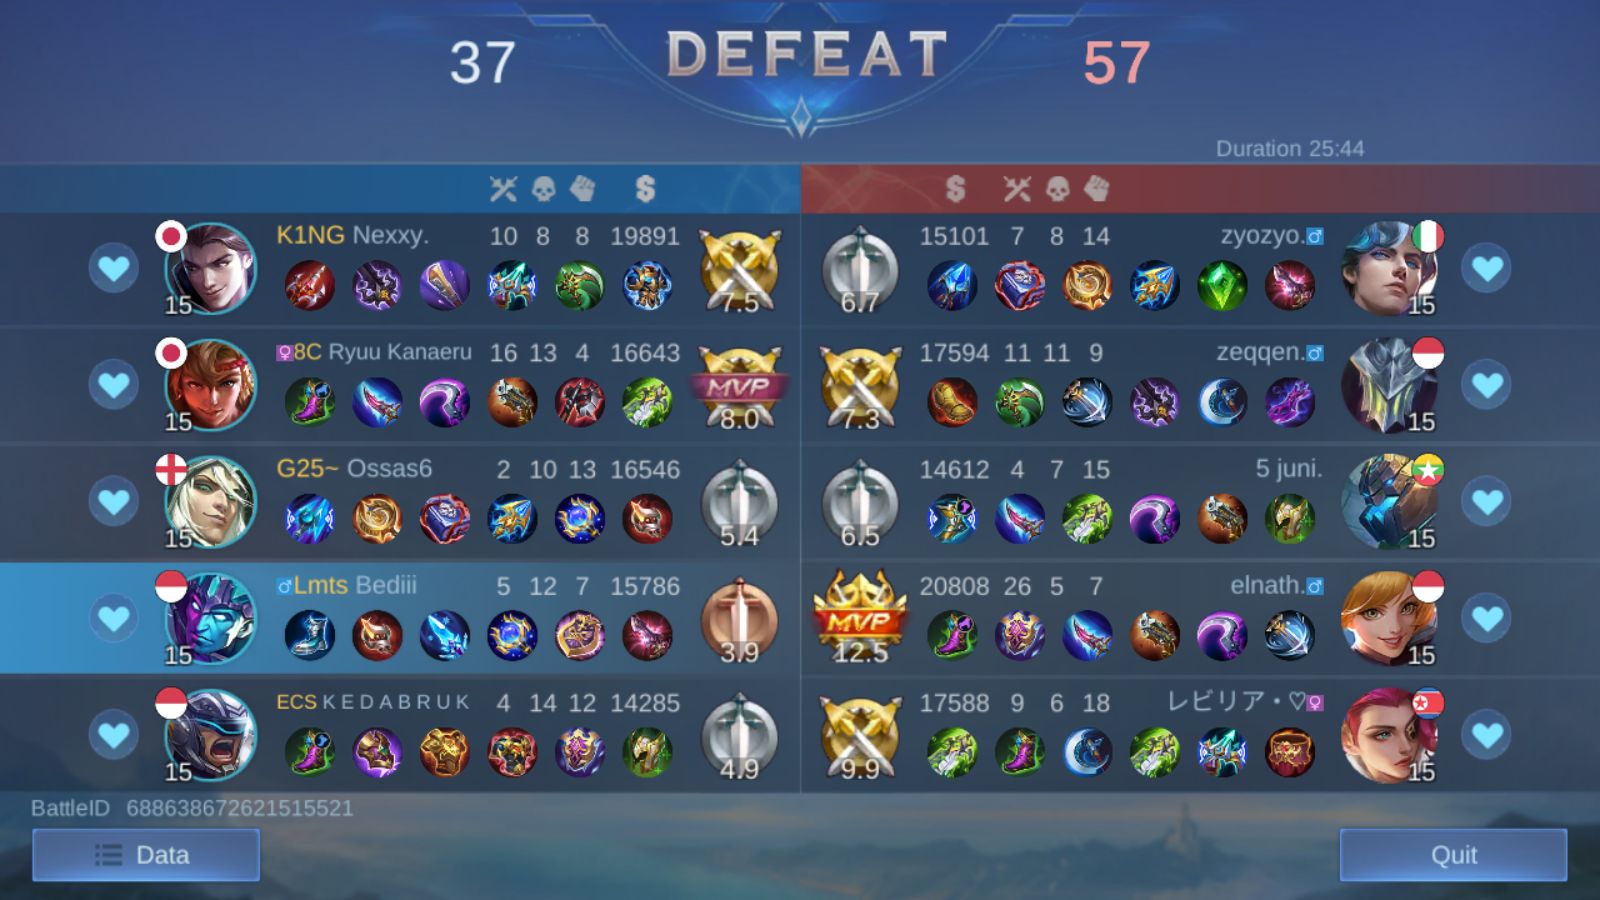 37 DEFEAT 57
Duration 25:44
K1NG Nexxy. 10 8 8 19891
15 7.5
15101 7 8 14 zyozyo.♂
6.7 15
♀8C Ryuu Kanaeru 16 13 4 16643
MVP
15 8.0
17594 11 11 9 zeqqen.♂
7.3 15
G25~ Ossas6 2 10 13 16546
15 5.4
14612 4 7 15 5 juni.
6.5 15
♂Lmts Bediii 5 12 7 15786
15 3.9
20808 26 5 7 elnath.♂
MVP
12.5 15
ECS K E D A B R U K 4 14 12 14285
15 4.9
17588 9 6 18 レビリア・♡♀
9.9 15
BattleID 688638672621515521
Data
Quit